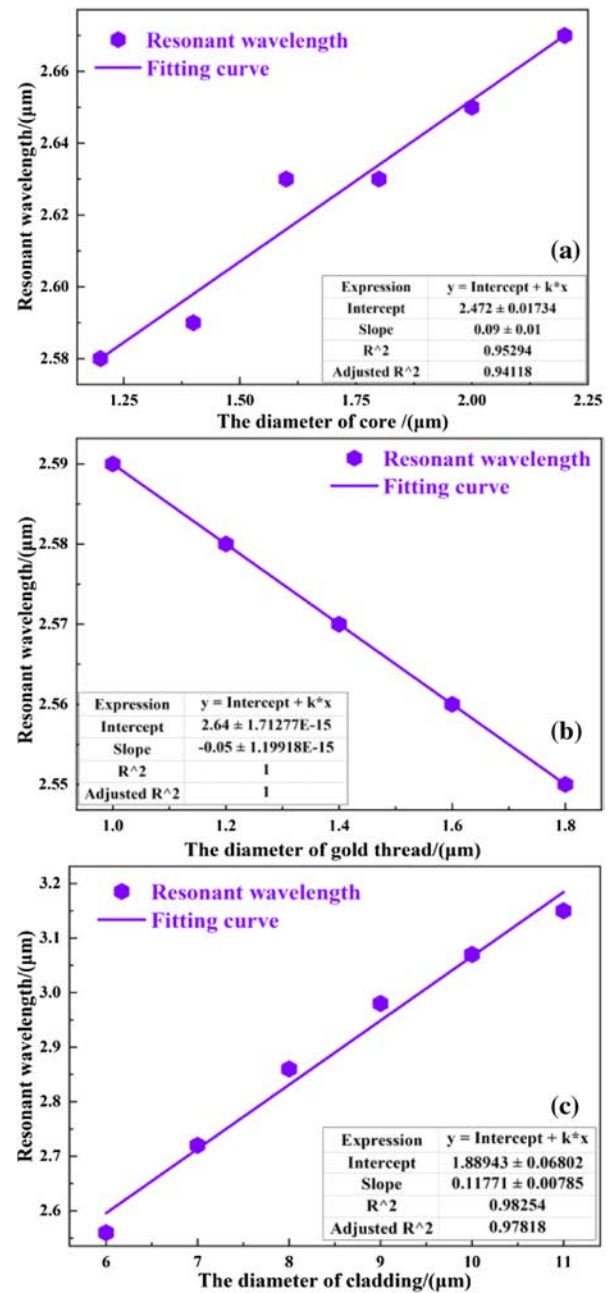 Resonant wavelength
Fitting curve
Resonant wavelength/(μm)
2.66
2.64
2.62
2.60
2.58
(a)
Expression y = Intercept + k*x
Intercept 2.472 ± 0.01734
Slope 0.09 ± 0.01
R^2 0.95294
Adjusted R^2 0.94118
1.25 1.50 1.75 2.00 2.25
The diameter of core /(μm)
Resonant wavelength
Fitting curve
Resonant wavelength/(μm)
2.59
2.58
2.57
2.56
2.55
(b)
Expression y = Intercept + k*x
Intercept 2.64 ± 1.71277E-15
Slope -0.05 ± 1.19918E-15
R^2 1
Adjusted R^2 1
1.0 1.2 1.4 1.6 1.8
The diameter of gold thread/(μm)
Resonant wavelength
Fitting curve
Resonant wavelength/(μm)
3.2
3.1
3.0
2.9
2.8
2.7
2.6
(c)
Expression y = Intercept + k*x
Intercept 1.88943 ± 0.06802
Slope 0.11771 ± 0.00785
R^2 0.98254
Adjusted R^2 0.97818
6 7 8 9 10 11
The diameter of cladding/(μm)